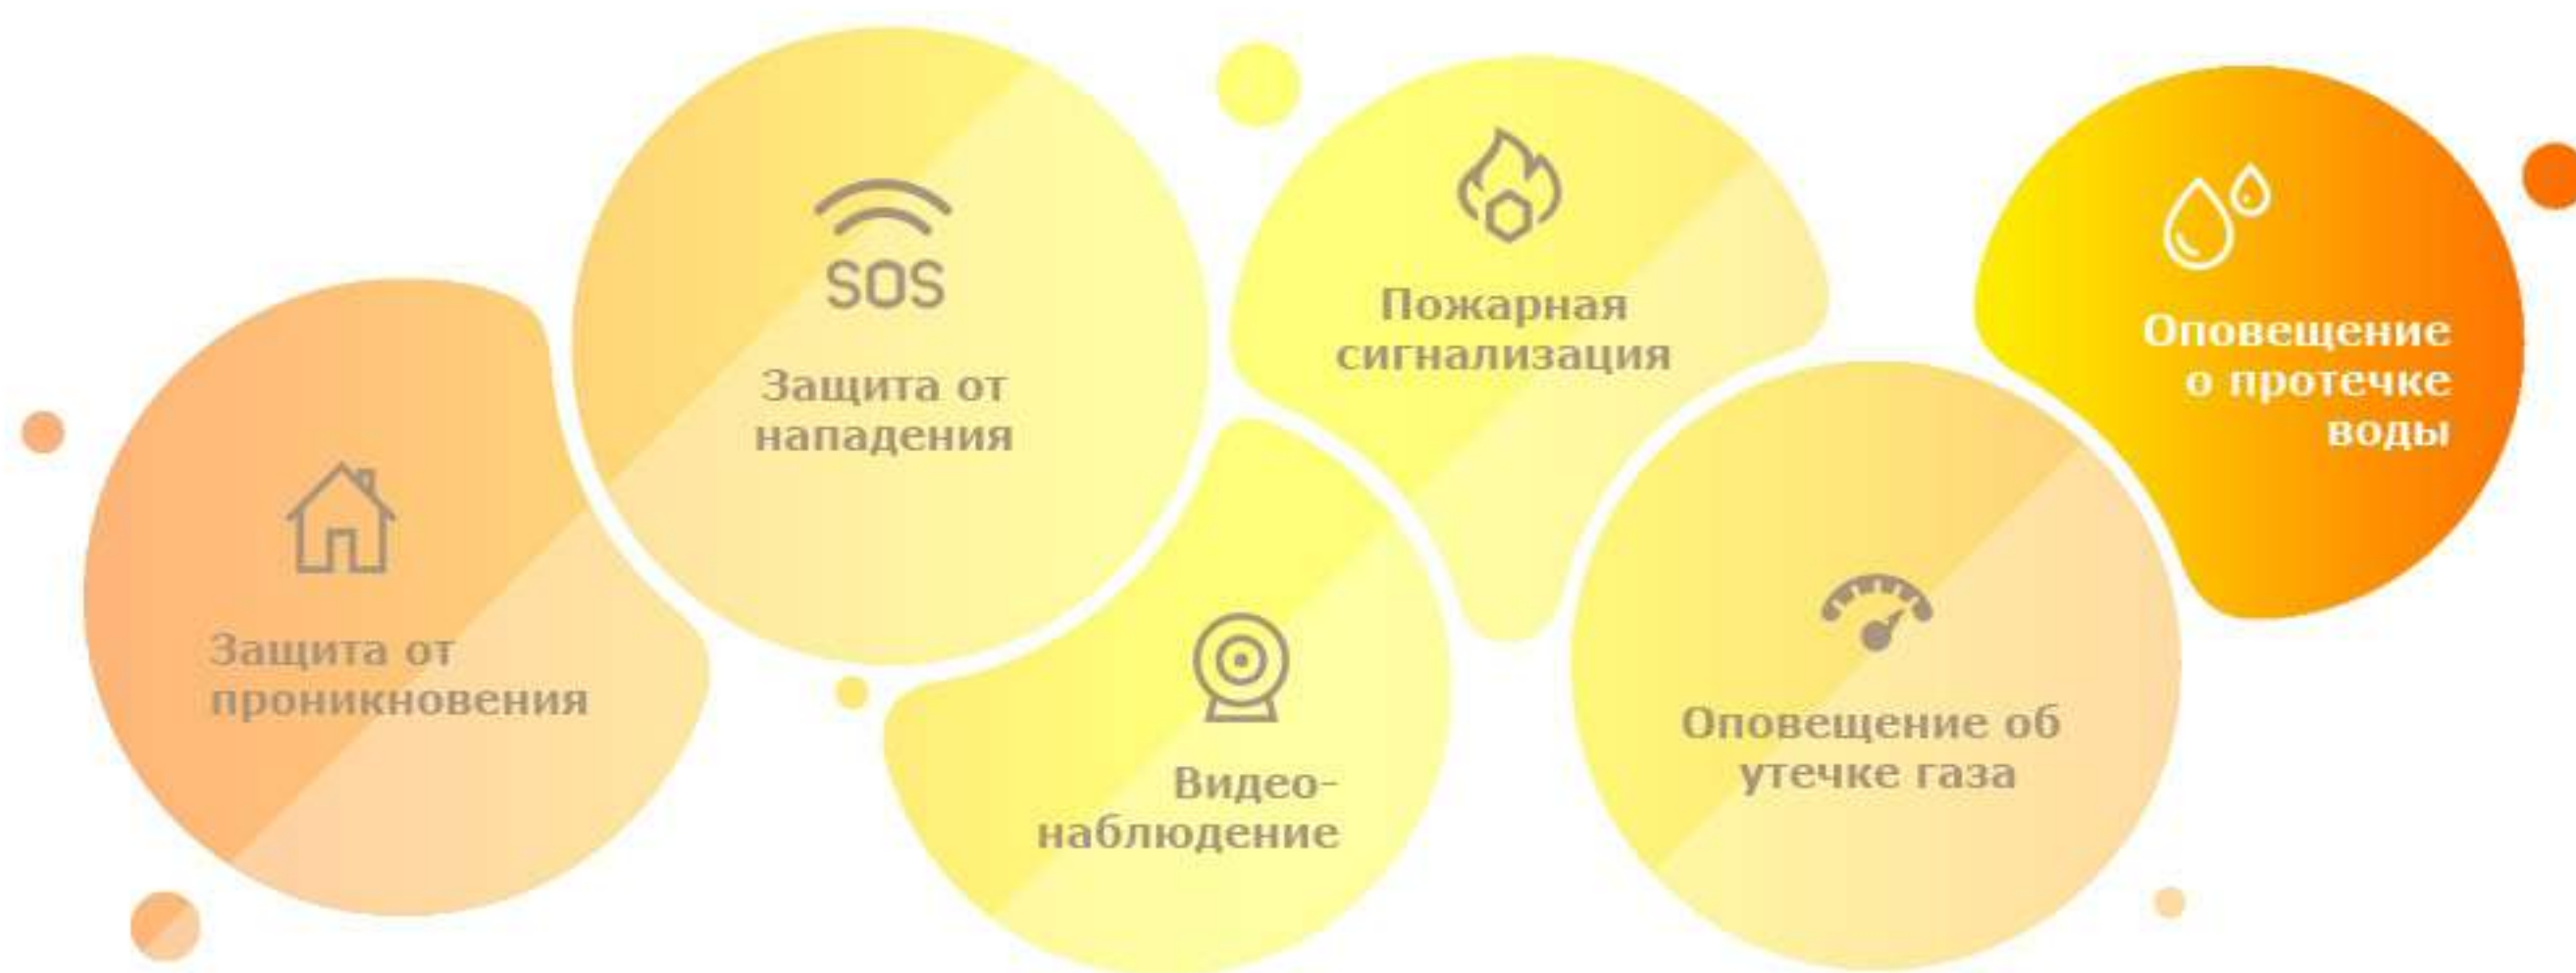 Защита от
проникновения
SOS
Защита от
нападения
Видео-
наблюдение
Пожарная
сигнализация
Оповещение об
утечке газа
Оповещение
о протечке
воды